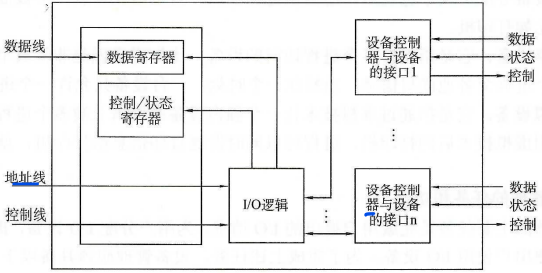 数据线
数据寄存器
控制/状态
寄存器
地址线
控制线
I/O逻辑
设备控制
器与设备
的接口1
数据
状态
控制
…
⋮
设备控制
器与设备
的接口n
数据
状态
控制